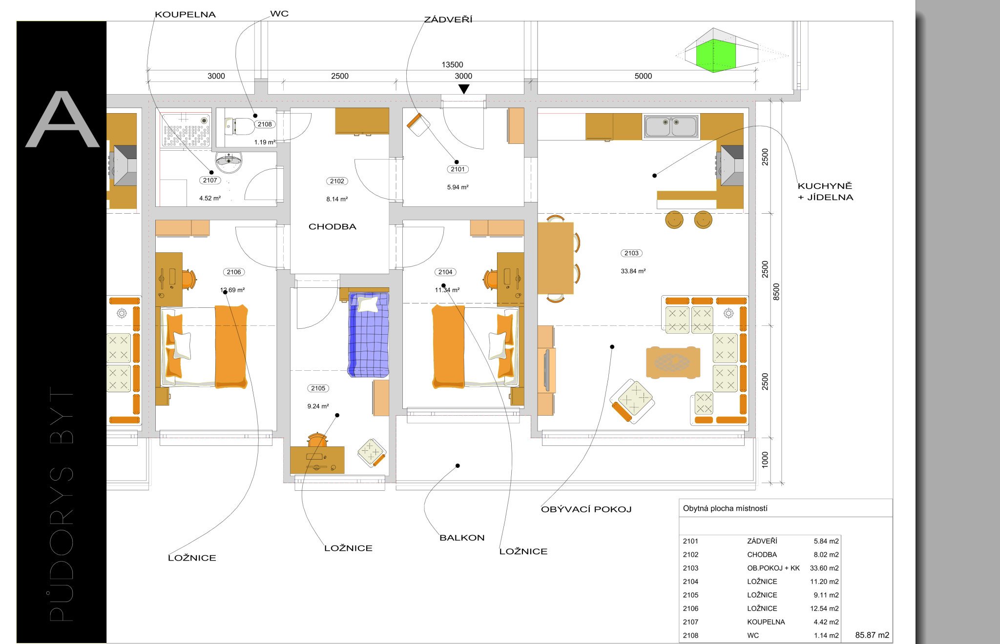 KOUPELNA
WC
ZÁDVEŘÍ
13500
3000
2500
3000
5000
A
PŮDORYS BYT
2108
1.19 m²
2107
4.52 m²
2102
8.14 m²
2101
5.94 m²
2500
KUCHYNĚ
+ JÍDELNA
CHODBA
2103
33.84 m²
2106
12.69 m²
2104
11.34 m²
2500
8500
2105
9.24 m²
2500
1000
OBÝVACÍ POKOJ
BALKON
LOŽNICE
LOŽNICE
LOŽNICE
Obytná plocha místností
2101 ZÁDVEŘÍ 5.84 m2
2102 CHODBA 8.02 m2
2103 OB.POKOJ + KK 33.60 m2
2104 LOŽNICE 11.20 m2
2105 LOŽNICE 9.11 m2
2106 LOŽNICE 12.54 m2
2107 KOUPELNA 4.42 m2
2108 WC 1.14 m2 85.87 m2